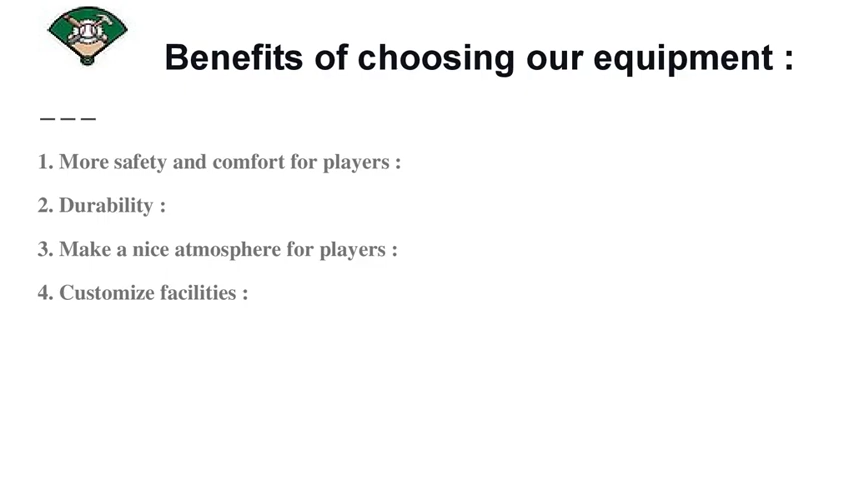 Benefits of choosing our equipment :
1. More safety and comfort for players :
2. Durability :
3. Make a nice atmosphere for players :
4. Customize facilities :